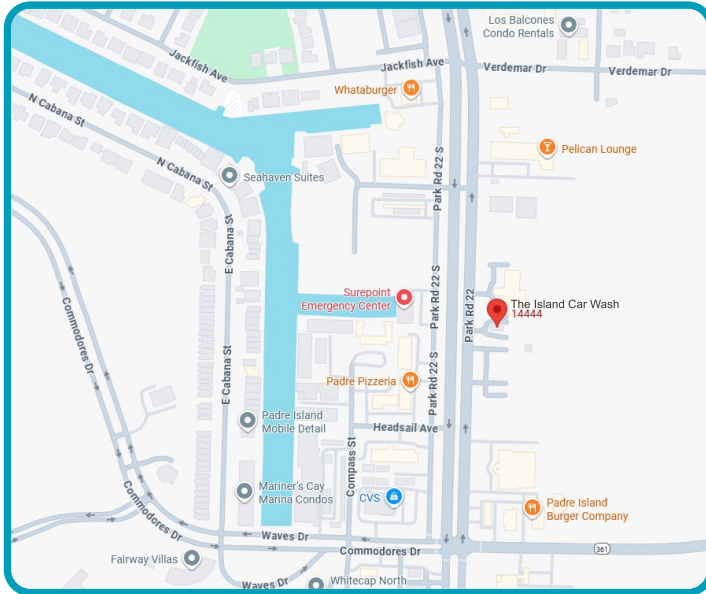 Los Balcones
Condo Rentals
Jackfish Ave
Jackfish Ave
Verdemar Dr
Verdemar Dr
Whataburger
N Cabana St
N Cabana St
Pelican Lounge
Seahaven Suites
Park Rd 22 S
E Cabana St
Surepoint
Emergency Center
Park Rd 22 S
Park Rd 22
The Island Car Wash
14444
Commodores Dr
E Cabana St
Padre Pizzeria
Park Rd 22 S
Padre Island
Mobile Detail
Headsail Ave
Compass St
Mariner's Cay
Marina Condos
CVS
Padre Island
Burger Company
Commodores Dr
Waves Dr
Commodores Dr
361
Fairway Villas
Waves Dr
Whitecap North